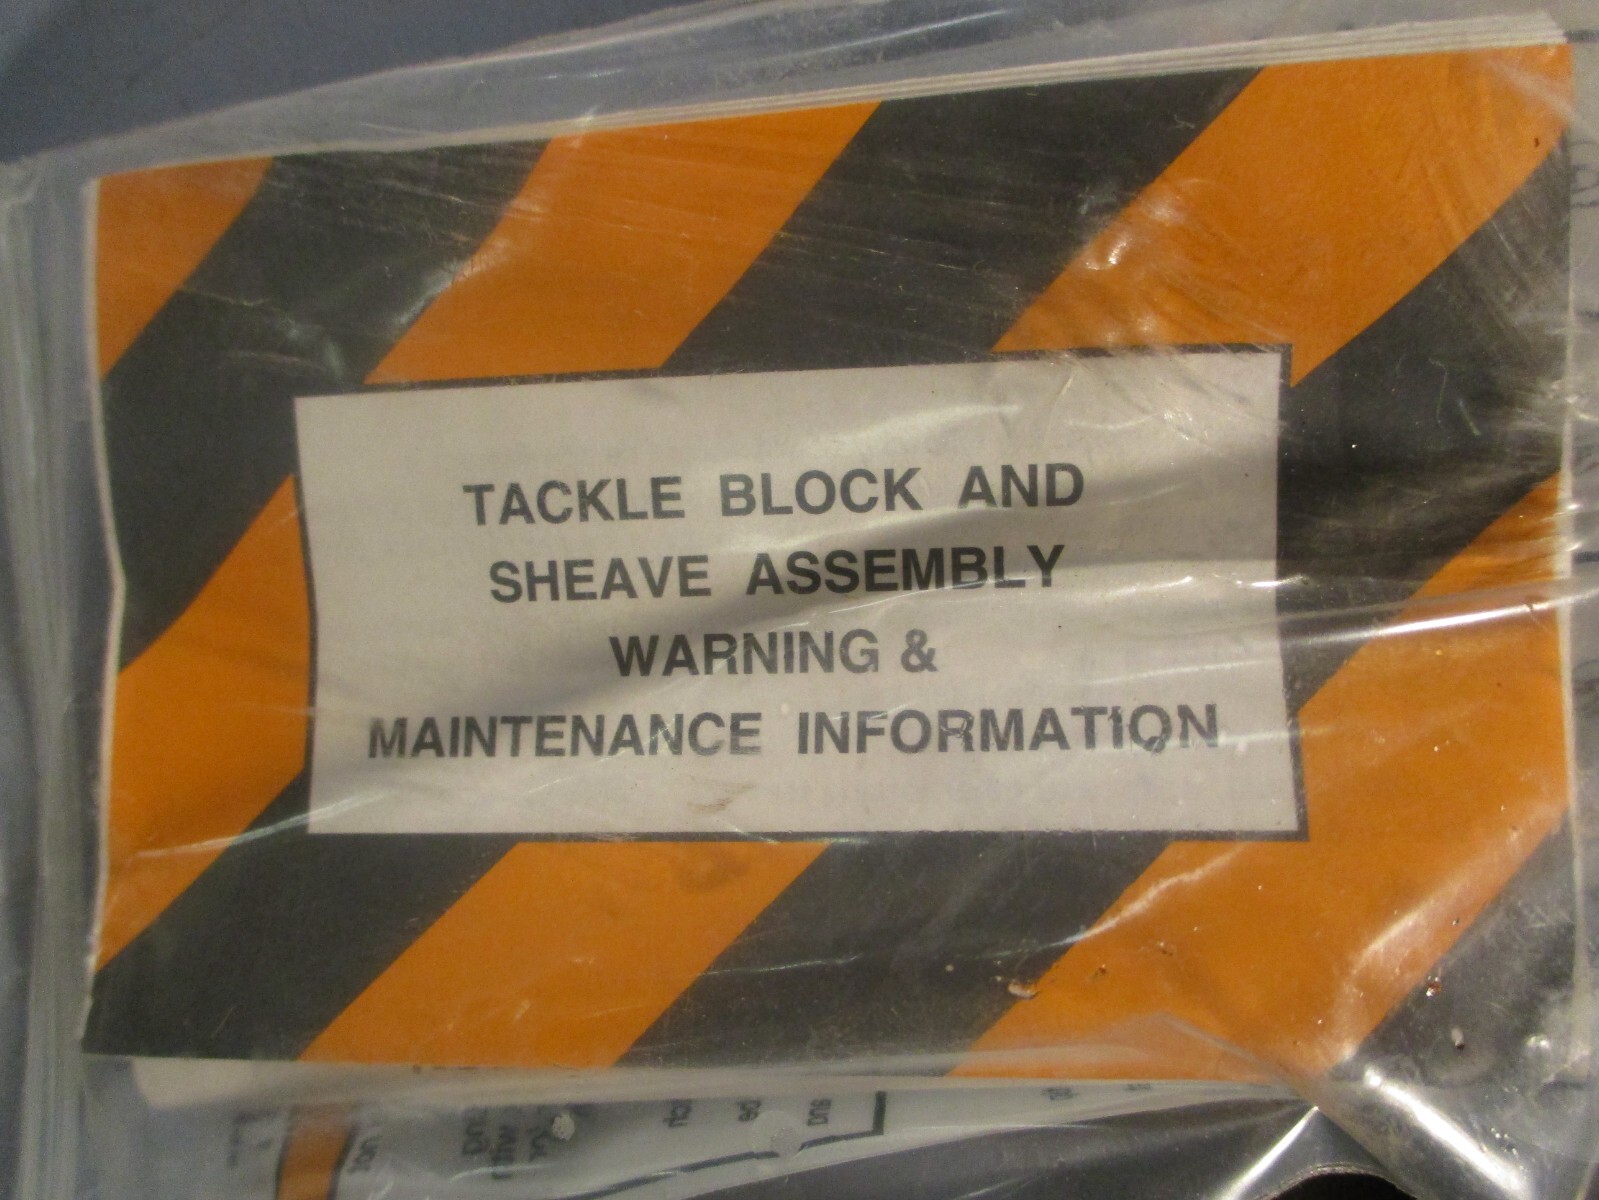 TACKLE BLOCK AND
SHEAVE ASSEMBLY
WARNING &
MAINTENANCE INFORMATION